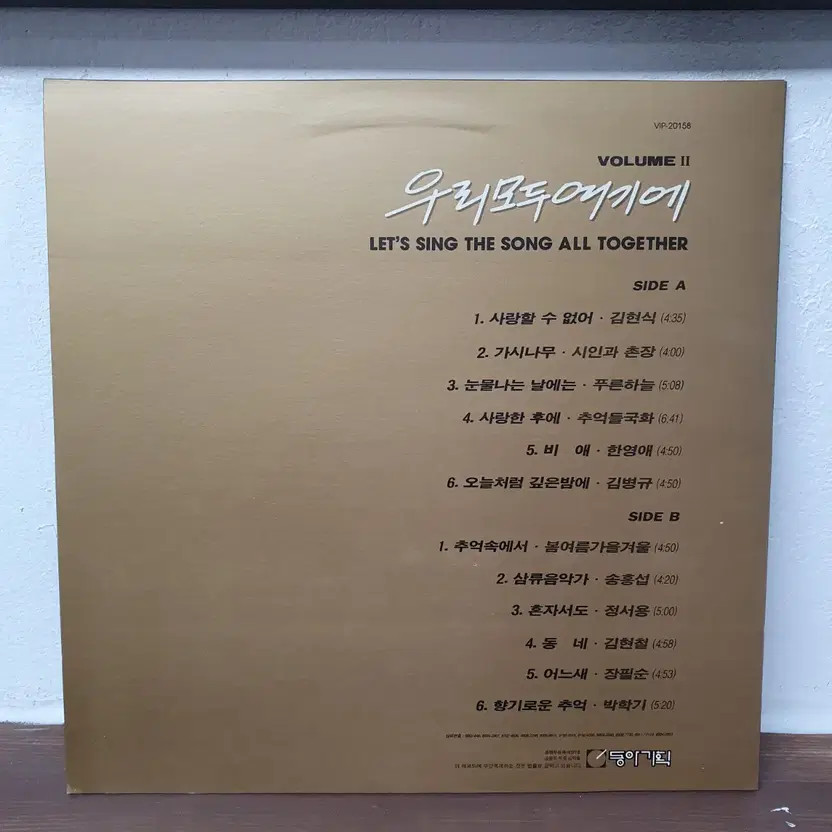 VIP-20158
VOLUME II
우리모두여기에
LET'S SING THE SONG ALL TOGETHER
SIDE A
1. 사랑할 수 없어 · 김현식 (4:35)
2. 가시나무 · 시인과 촌장 (4:00)
3. 눈물나는 날에는 · 푸른하늘 (5:08)
4. 사랑한 후에 · 추억들국화 (6:41)
5. 비 애 · 한영애 (4:50)
6. 오늘처럼 깊은밤에 · 김병규 (4:50)
SIDE B
1. 추억속에서 · 봄여름가을겨울 (4:50)
2. 삼류음악가 · 송홍섭 (4:20)
3. 혼자서도 · 정서용 (5:00)
4. 동 네 · 김현철 (4:58)
5. 어느새 · 장필순 (4:53)
6. 향기로운 추억 · 박학기 (5:20)
동아기획